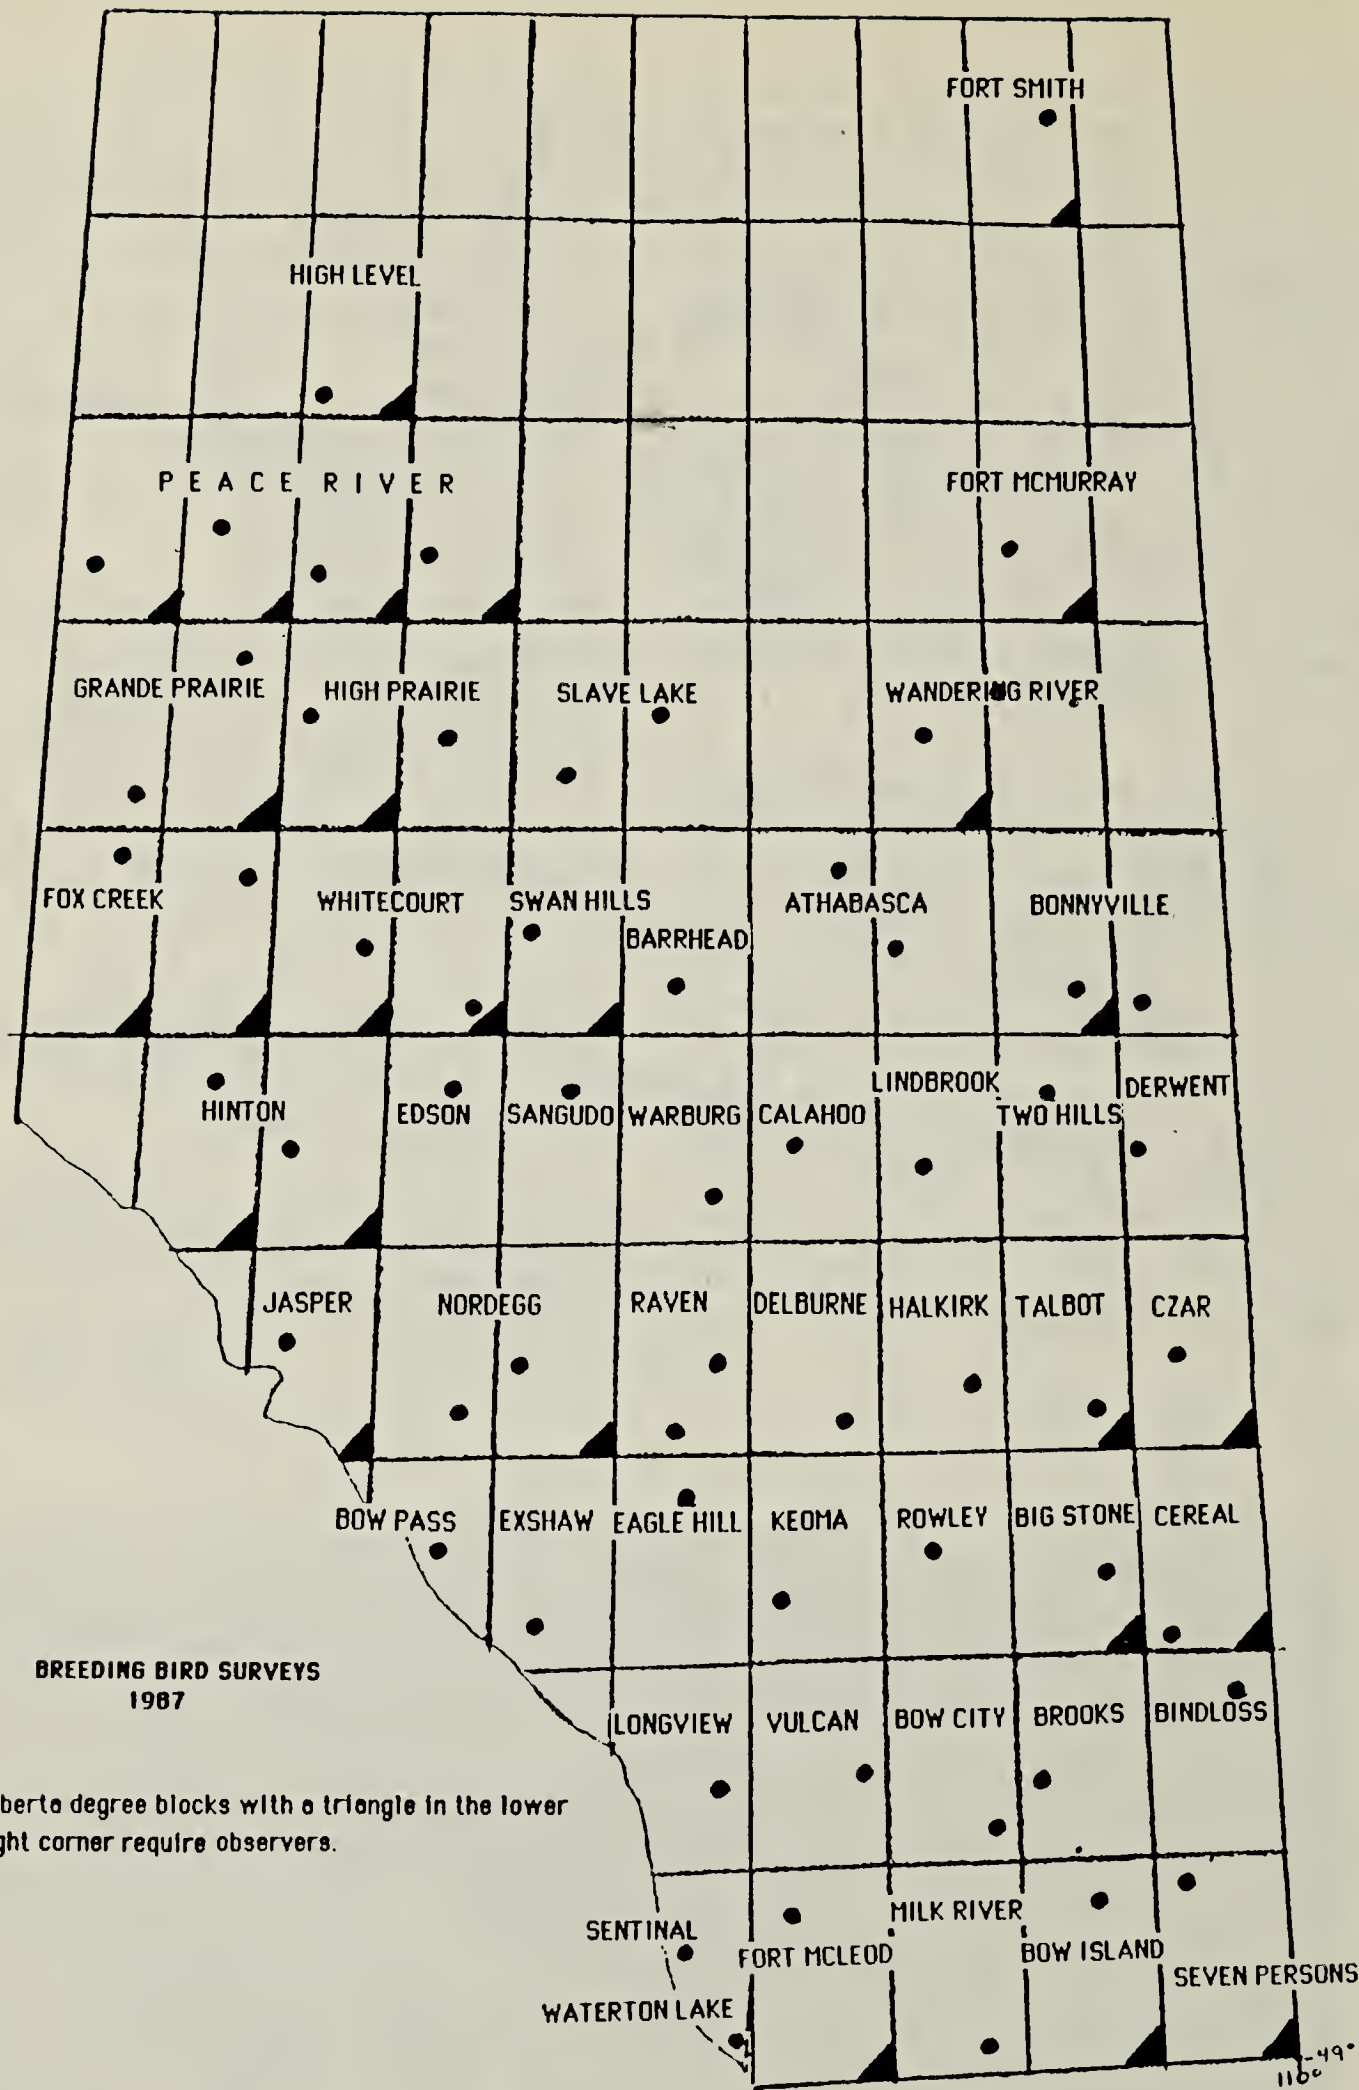 FORT SMITH
HIGH LEVEL
PEACE RIVER
FORT MCMURRAY
GRANDE PRAIRIE
HIGH PRAIRIE
SLAVE LAKE
WANDERING RIVER
FOX CREEK
WHITECOURT
SWAN HILLS
BARRHEAD
ATHABASCA
BONNYVILLE
HINTON
EDSON
SANGUDO
WARBURG
CALAHOO
LINDBROOK
TWO HILLS
DERWENT
JASPER
NORDEGG
RAVEN
DELBURNE
HALKIRK
TALBOT
CZAR
BOW PASS
EXSHAW
EAGLE HILL
KEOMA
ROWLEY
BIG STONE
CEREAL
BREEDING BIRD SURVEYS
1987
LONGVIEW
VULCAN
BOW CITY
BROOKS
BINDLOSS
berta degree blocks with a triangle in the lower
ght corner require observers.
SENTINAL
FORT MCLEOD
MILK RIVER
BOW ISLAND
SEVEN PERSONS
WATERTON LAKE
49°
110°